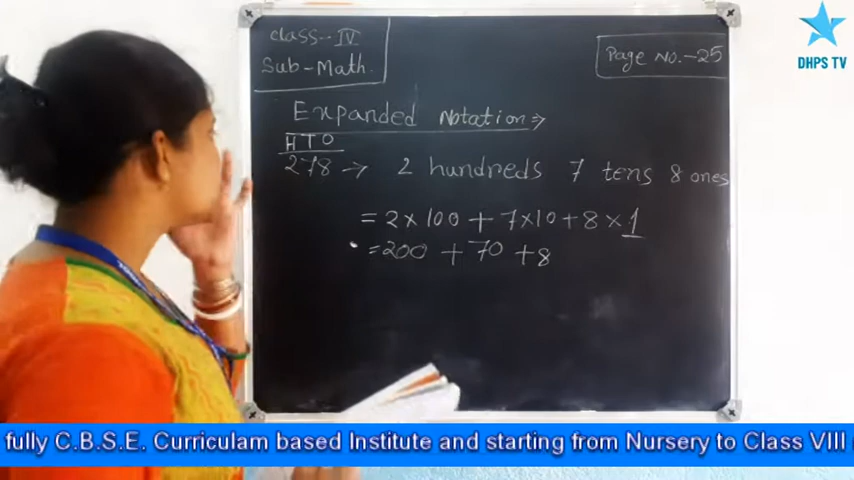 class--IV
Sub-Math.
Page No.-25
DHPS TV
Expanded Notation ⇒
H T O
278 → 2 hundreds 7 tens 8 ones
= 2 × 100 + 7 × 10 + 8 × 1
= 200 + 70 + 8
fully C.B.S.E. Curriculam based Institute and starting from Nursery to Class VIII